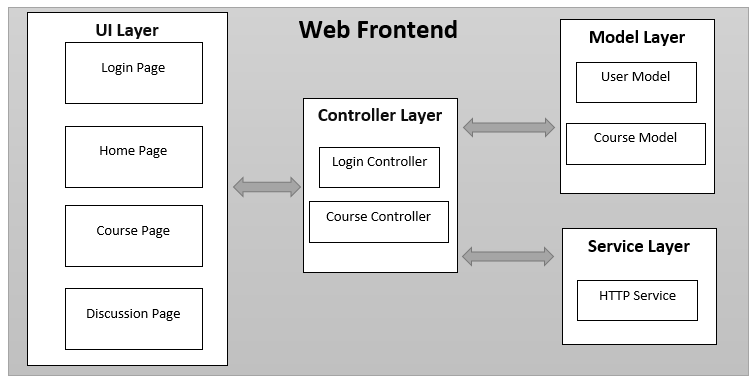 Web Frontend
UI Layer
Login Page
Home Page
Course Page
Discussion Page
Controller Layer
Login Controller
Course Controller
Model Layer
User Model
Course Model
Service Layer
HTTP Service